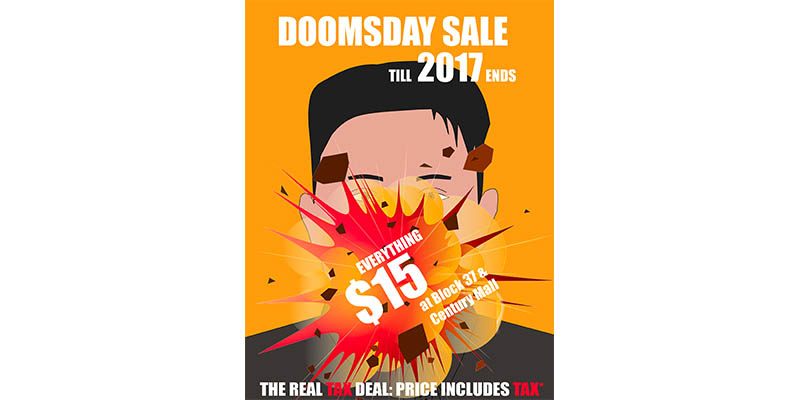 DOOMSDAY SALE
TILL 2017 ENDS
EVERYTHING
$15
at Block 37 &
Century Mall
THE REAL TAX DEAL: PRICE INCLUDES TAX*